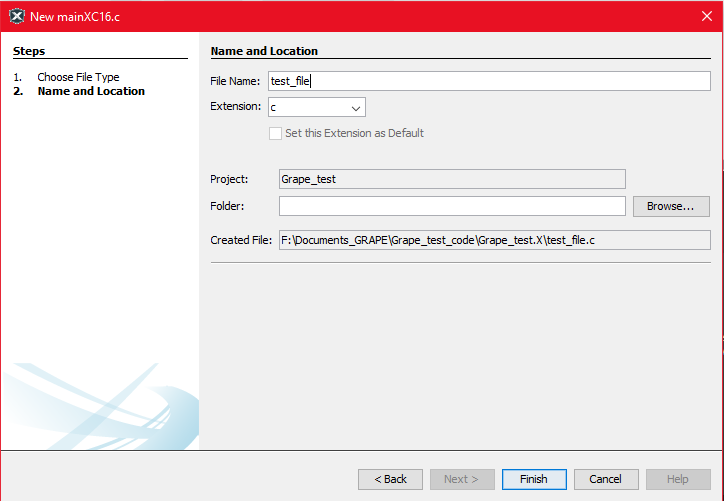 New mainXC16.c
Steps
1. Choose File Type
2. Name and Location
Name and Location
File Name: test_file
Extension: c
Set this Extension as Default
Project: Grape_test
Folder: Browse...
Created File: F:\Documents_GRAPE\Grape_test_code\Grape_test.X\test_file.c
< Back Next > Finish Cancel Help